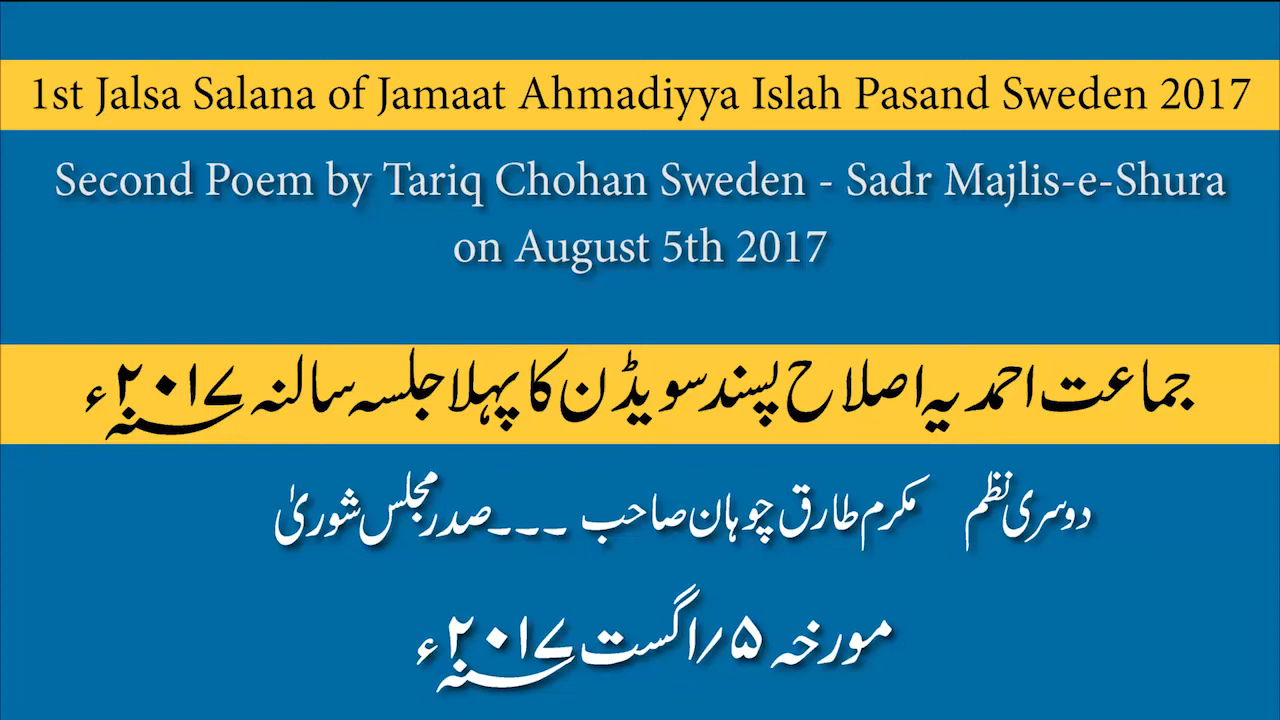 1st Jalsa Salana of Jamaat Ahmadiyya Islah Pasand Sweden 2017
Second Poem by Tariq Chohan Sweden - Sadr Majlis-e-Shura
on August 5th 2017
جماعت احمدیہ اصلاح پسند سویڈن کا پہلا جلسہ سالنہ ۲۰۱۷ء
دوسری نظم مکرم طارق چوہان صاحب ۔۔۔ صدر مجلس شوریٰ
مورخہ ۵/اگست ۲۰۱۷ء